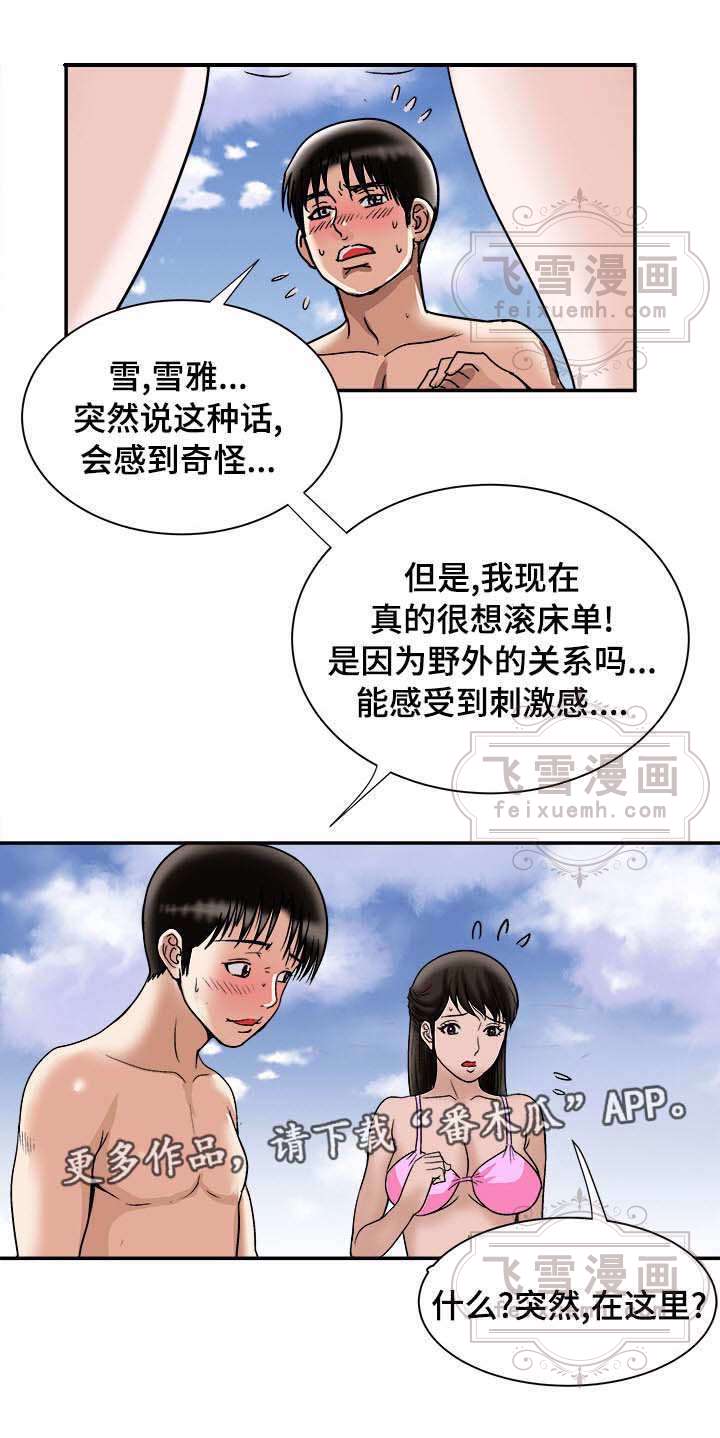 飞雪漫画
feixuemh.com
雪,雪雅...
突然说这种话,
会感到奇怪...
但是,我现在
真的很想滚床单!
是因为野外的关系吗...
能感受到刺激感....
飞雪漫画
feixuemh.com
更多作品，请下载“番木瓜”APP。
飞雪漫画
feixuemh.com
什么?突然,在这里?